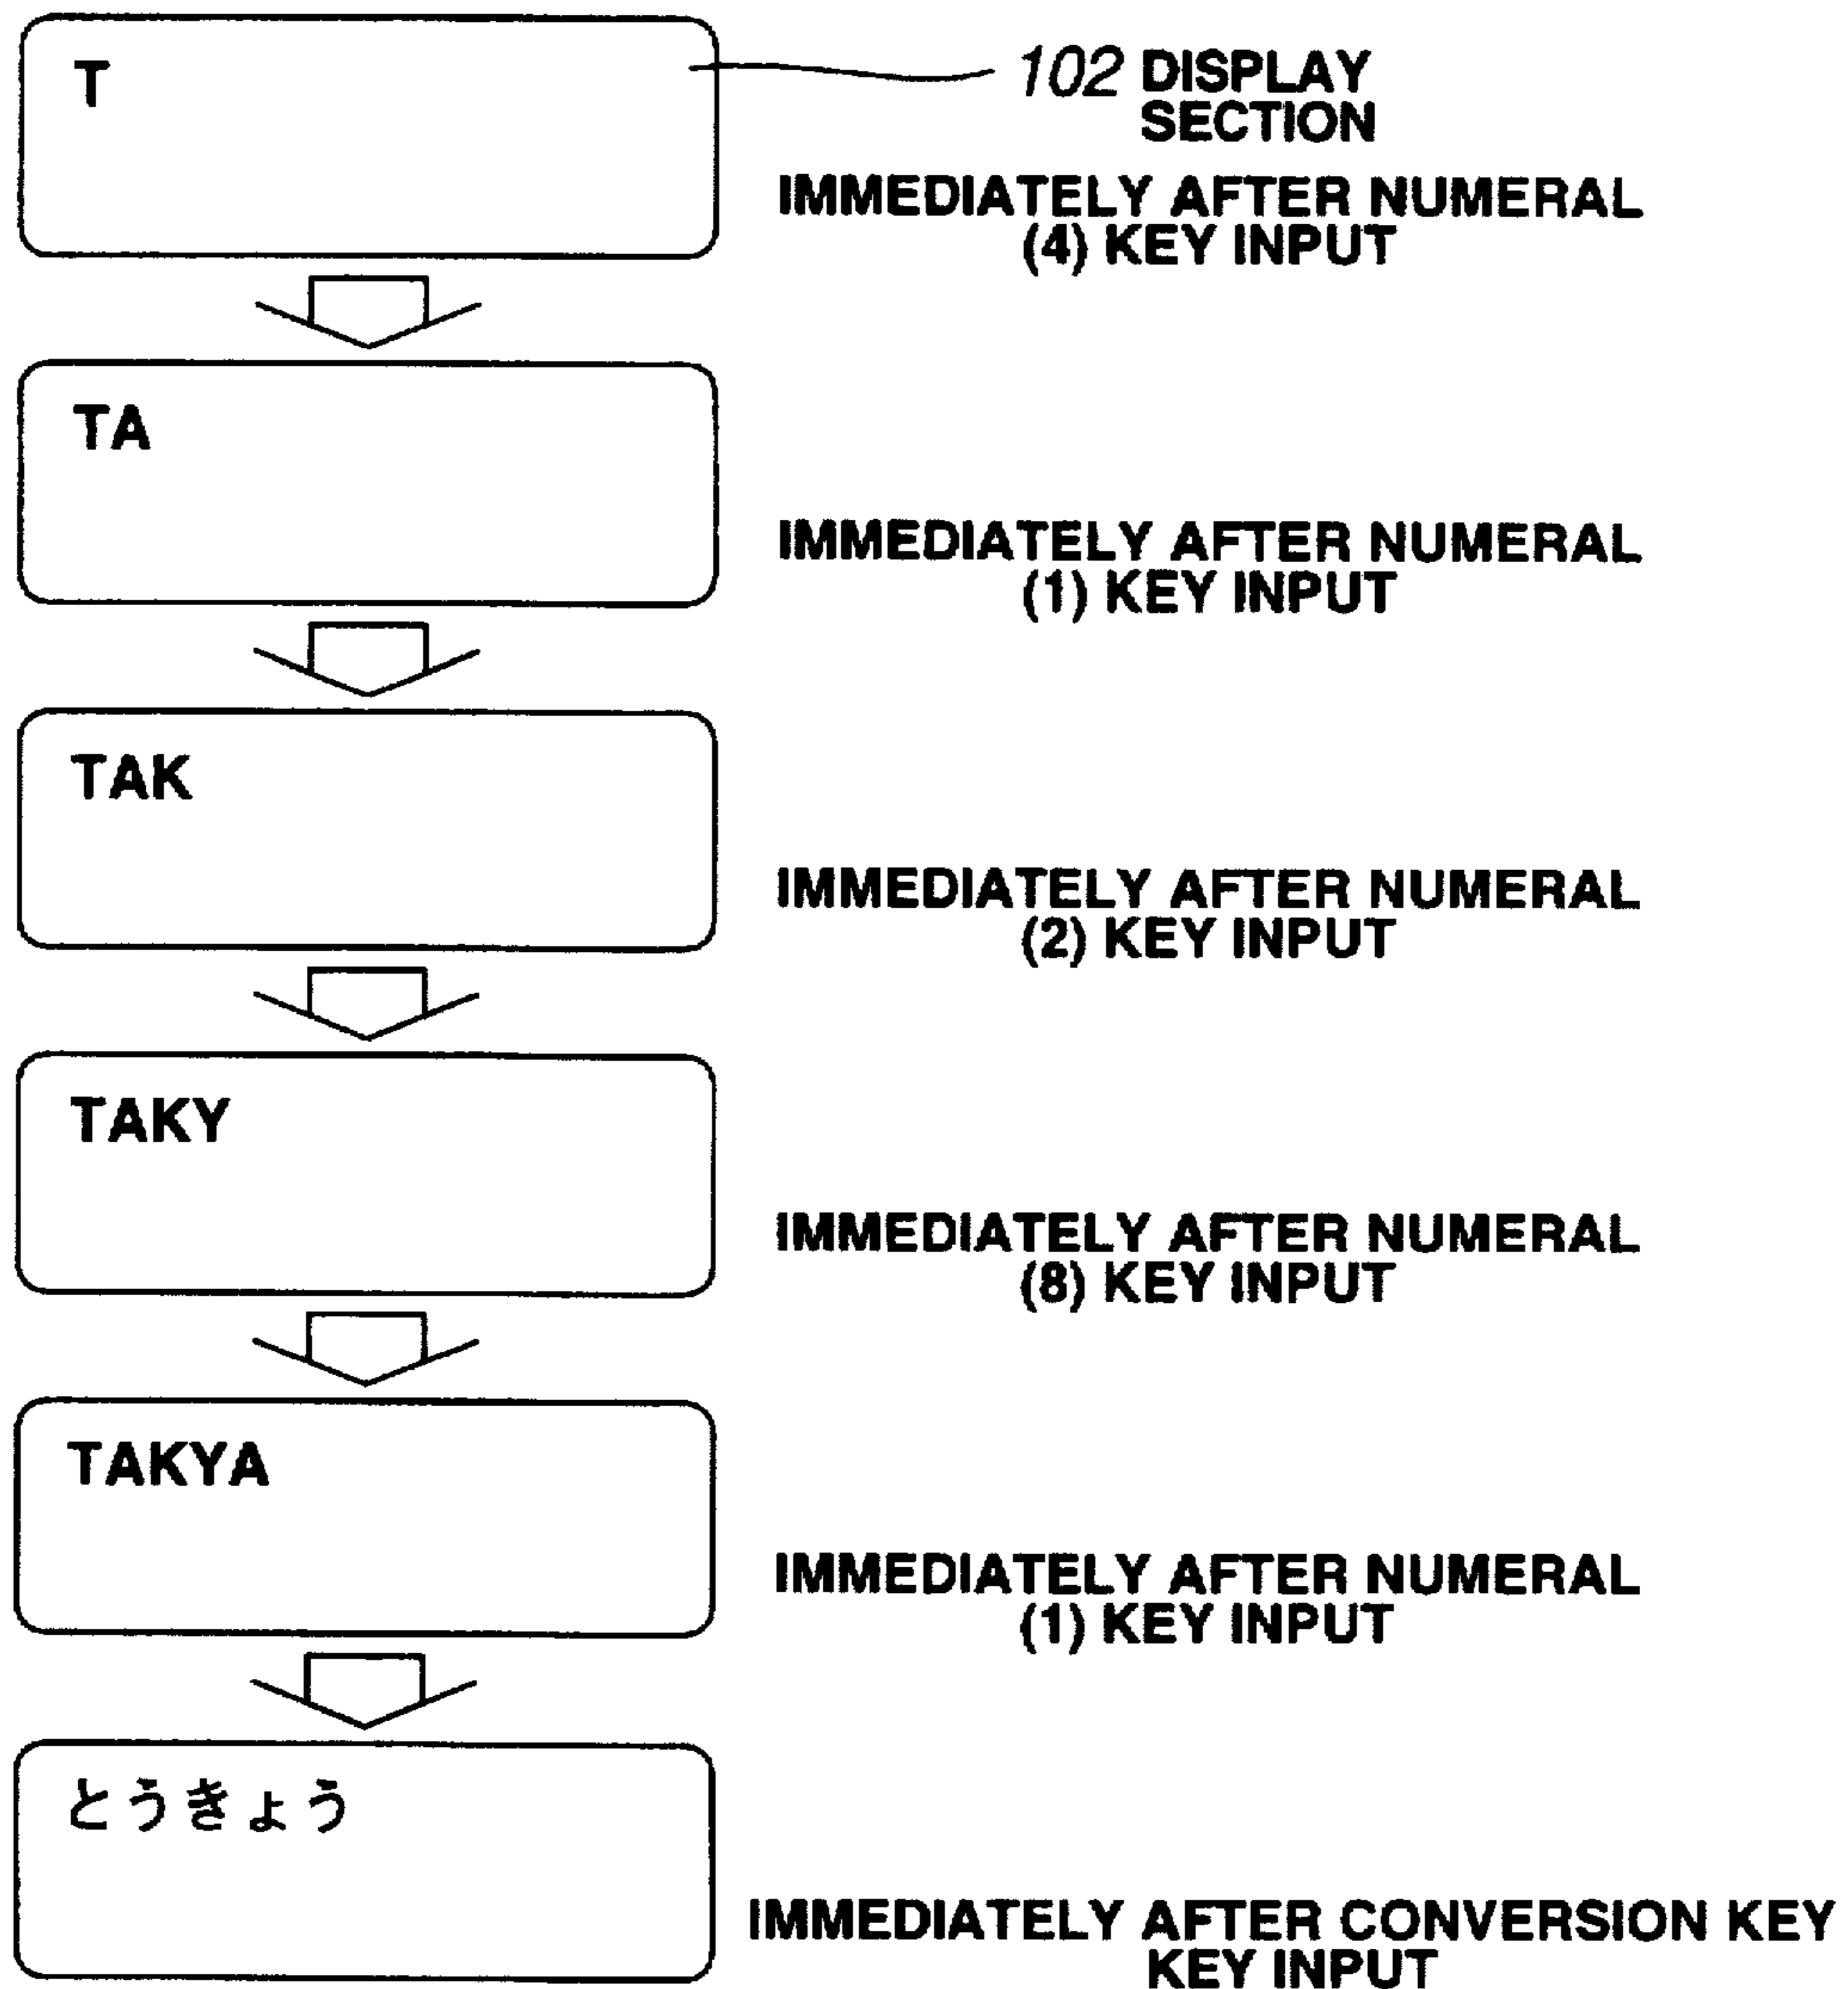 T
102 DISPLAY
SECTION
IMMEDIATELY AFTER NUMERAL
(4) KEY INPUT
TA
IMMEDIATELY AFTER NUMERAL
(1) KEY INPUT
TAK
IMMEDIATELY AFTER NUMERAL
(2) KEY INPUT
TAKY
IMMEDIATELY AFTER NUMERAL
(8) KEY INPUT
TAKYA
IMMEDIATELY AFTER NUMERAL
(1) KEY INPUT
とうきょう
IMMEDIATELY AFTER CONVERSION KEY
KEY INPUT